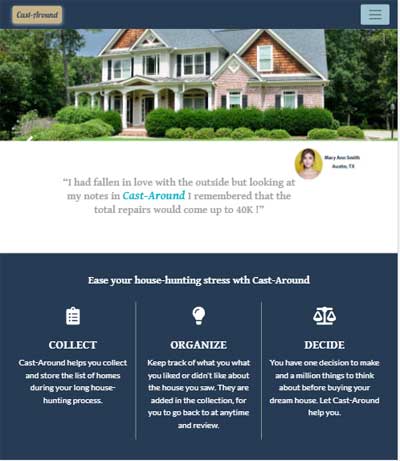 Cast-Around
Mary Ann Smith
Austin, TX
“I had fallen in love with the outside but looking at
my notes in Cast-Around I remembered that the
total repairs would come up to 40K !”
Ease your house-hunting stress wth Cast-Around
COLLECT
Cast-Around helps you collect
and store the list of homes
during your long house-
hunting process.
ORGANIZE
Keep track of what you what
you liked or didn't like about
the house you saw. They are
added in the collection, for
you to go back to at anytime
and review.
DECIDE
You have one decision to make
and a million things to think
about before buying your
dream house. Let Cast-Around
help you.